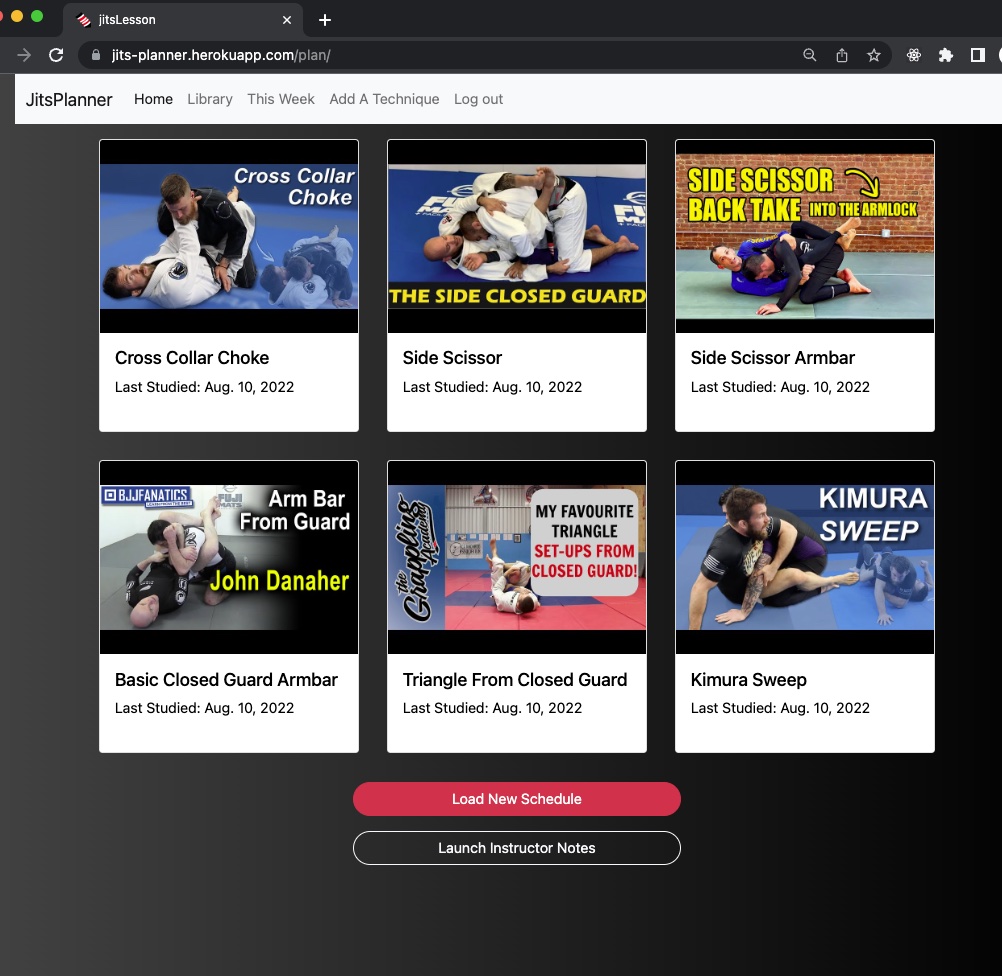 jitsLesson
jits-planner.herokuapp.com/plan/
JitsPlanner Home Library This Week Add A Technique Log out
Cross Collar
Choke
Cross Collar Choke
Last Studied: Aug. 10, 2022
THE SIDE CLOSED GUARD
Side Scissor
Last Studied: Aug. 10, 2022
SIDE SCISSOR
BACK TAKE INTO THE ARMLOCK
Side Scissor Armbar
Last Studied: Aug. 10, 2022
BJJFANATICS
FUJI
MATS
Arm Bar
From Guard
John Danaher
Basic Closed Guard Armbar
Last Studied: Aug. 10, 2022
The Grappling Academy
MY FAVOURITE
TRIANGLE
SET-UPS FROM
CLOSED GUARD!
Triangle From Closed Guard
Last Studied: Aug. 10, 2022
KIMURA
SWEEP
Kimura Sweep
Last Studied: Aug. 10, 2022
Load New Schedule
Launch Instructor Notes